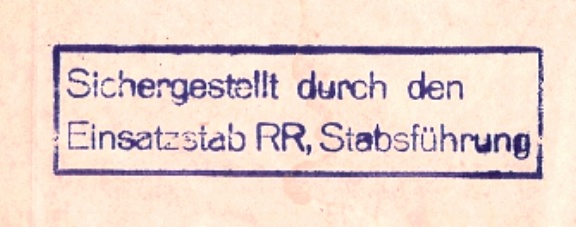 Sichergestellt durch den
Einsatzstab RR, Stabsführung